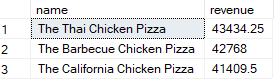 name revenue
1 The Thai Chicken Pizza 43434.25
2 The Barbecue Chicken Pizza 42768
3 The California Chicken Pizza 41409.5